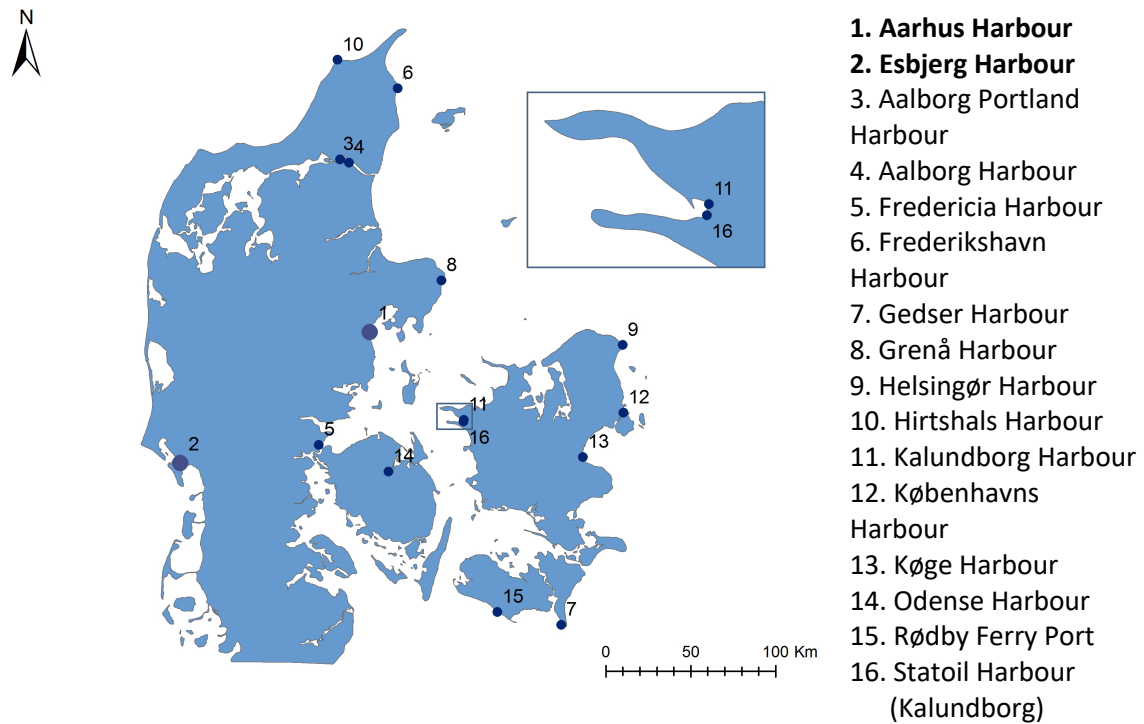 N
10
6
3 4
8
1
9
11
16
12
13
5
14
2
15
7
11
16
0 50 100 Km
1. Aarhus Harbour
2. Esbjerg Harbour
3. Aalborg Portland
Harbour
4. Aalborg Harbour
5. Fredericia Harbour
6. Frederikshavn
Harbour
7. Gedser Harbour
8. Grenå Harbour
9. Helsingør Harbour
10. Hirtshals Harbour
11. Kalundborg Harbour
12. Københavns
Harbour
13. Køge Harbour
14. Odense Harbour
15. Rødby Ferry Port
16. Statoil Harbour
(Kalundborg)